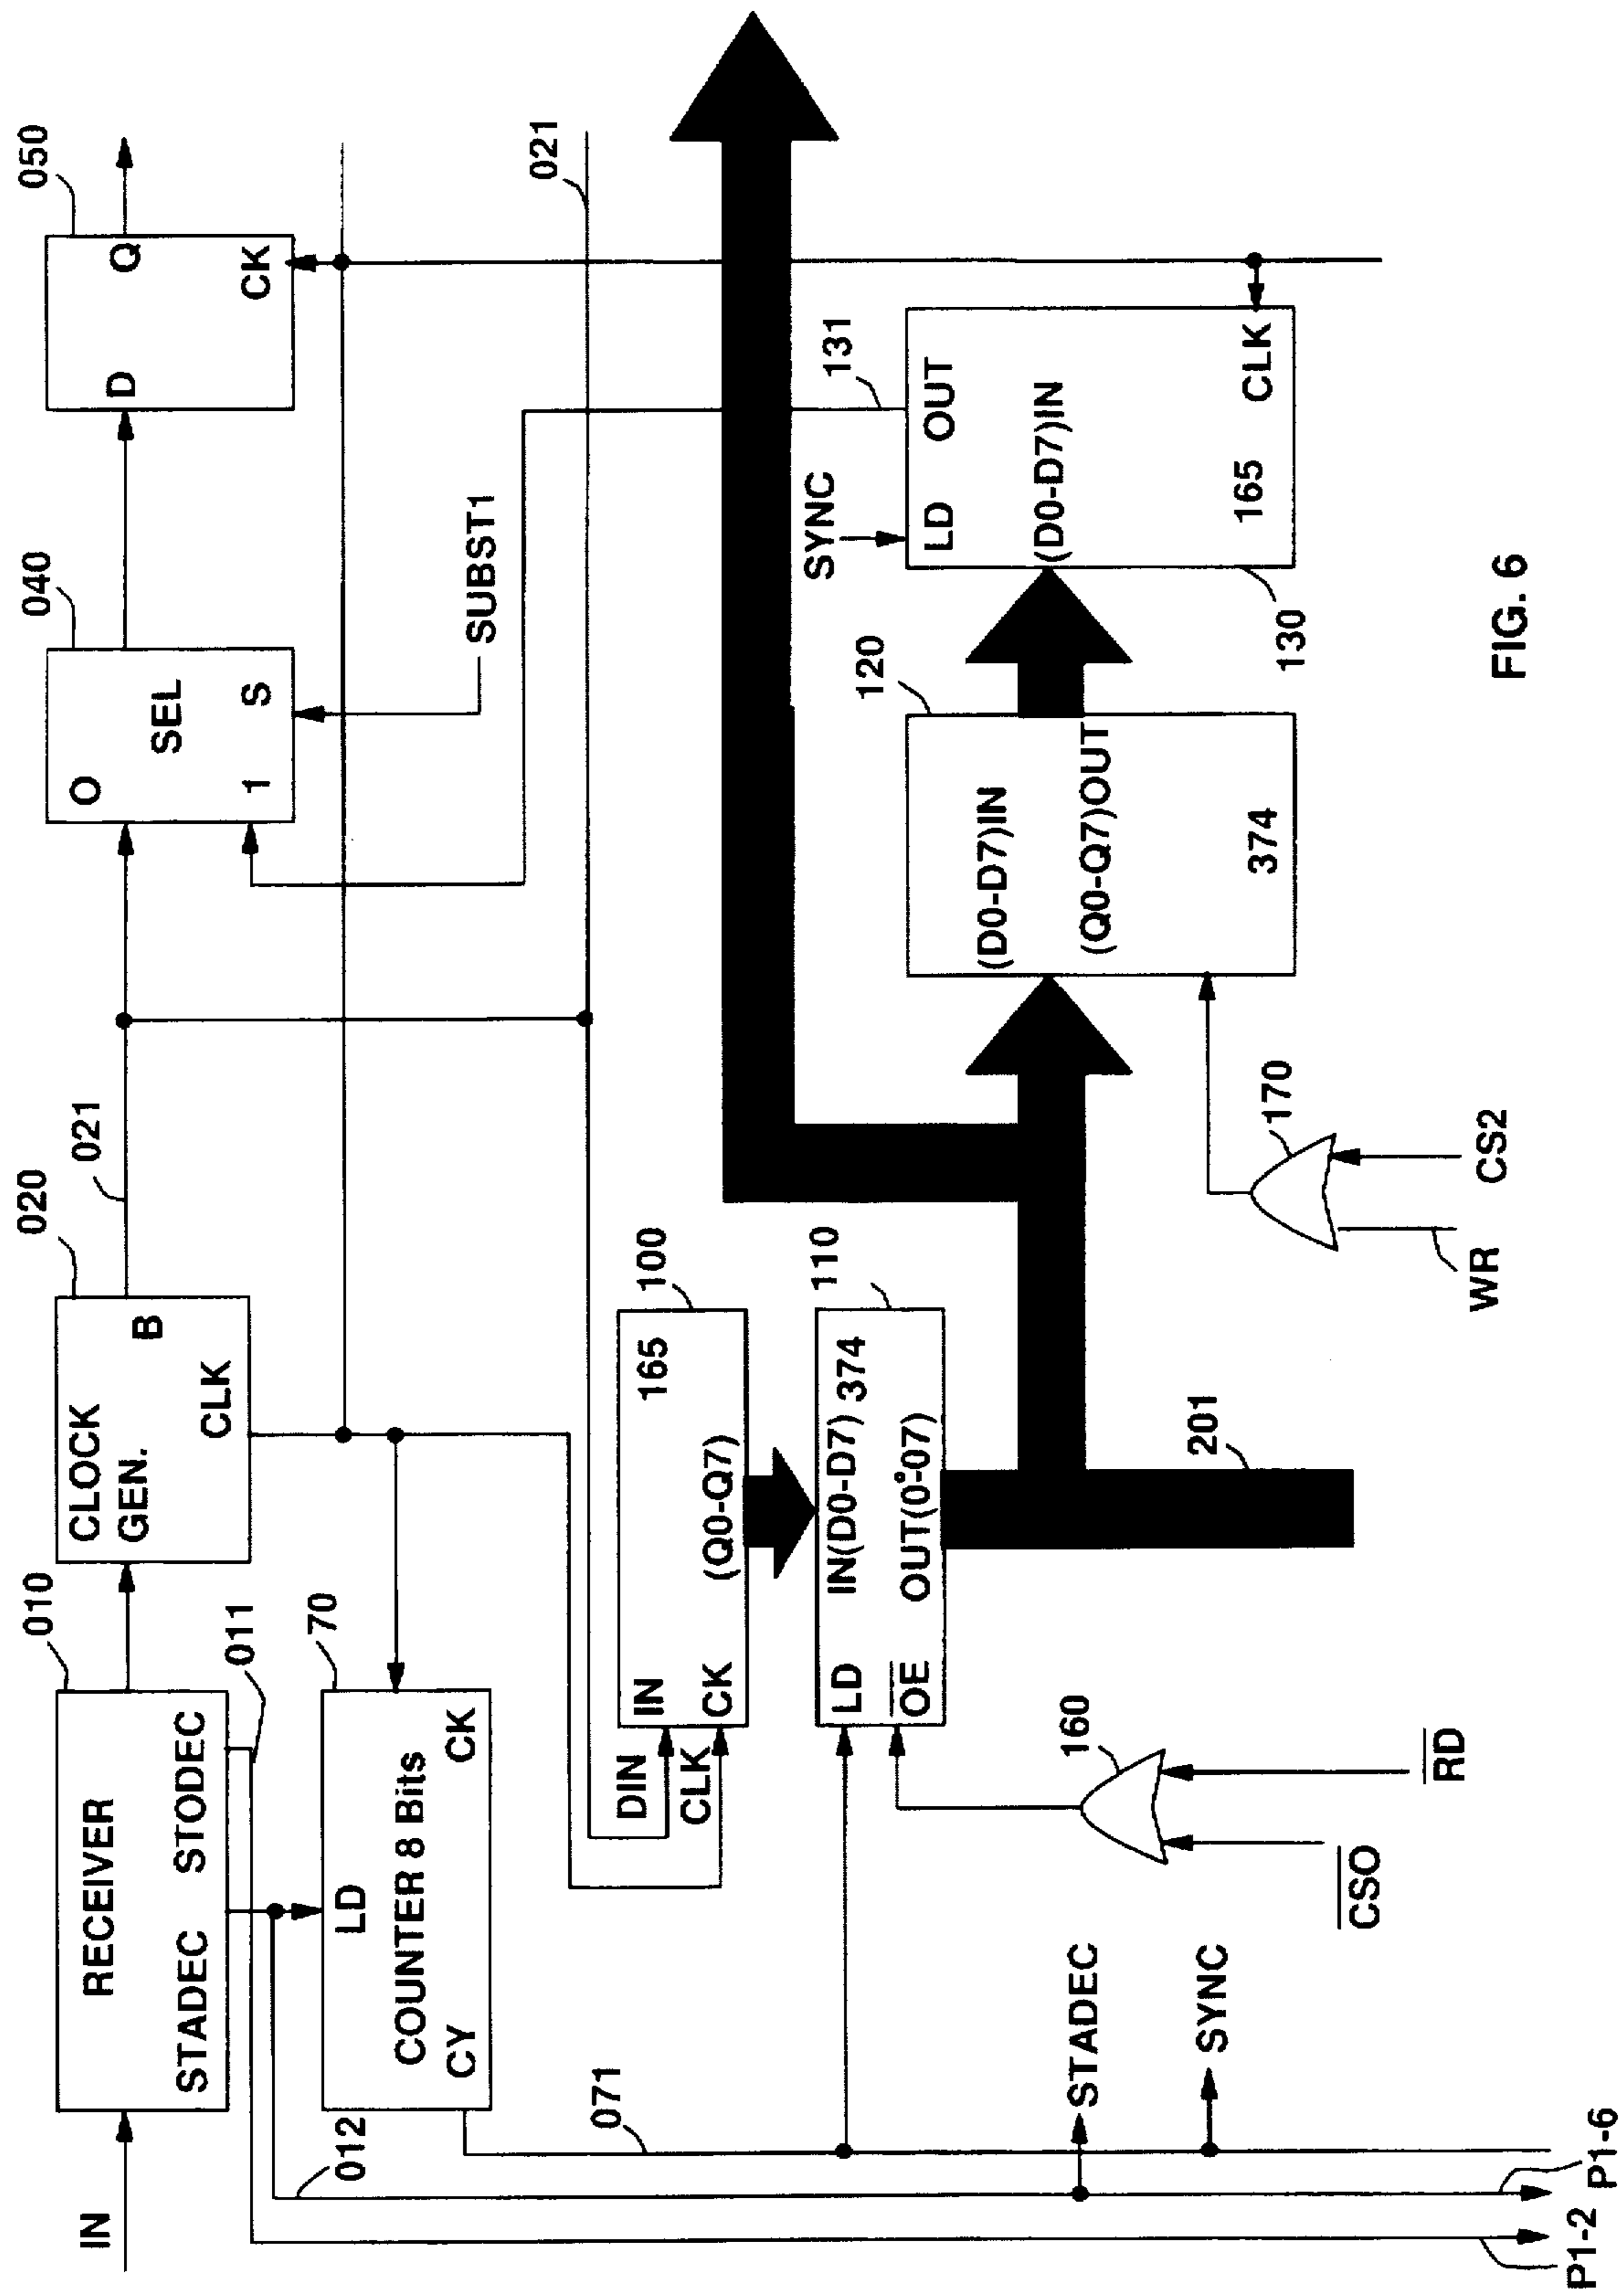 IN
RECEIVER
STADEC STODEC
010
011
012
CLOCK
GEN.
B
CLK
020
021
O
SEL
1 S
040
SUBST1
D Q
CK
050
021
LD
COUNTER 8 Bits
CY CK
70
071
DIN
CLK
IN
165
CK
(Q0-Q7)
100
LD
IN(D0-D7) 374
OE
OUT(0°-07)
110
160
CSO
RD
201
(D0-D7)IN
(Q0-Q7)OUT
374
120
170
WR
CS2
SYNC
LD OUT
(D0-D7)IN
165 CLK
130
131
STADEC
SYNC
P1-2
P1-6
FIG. 6